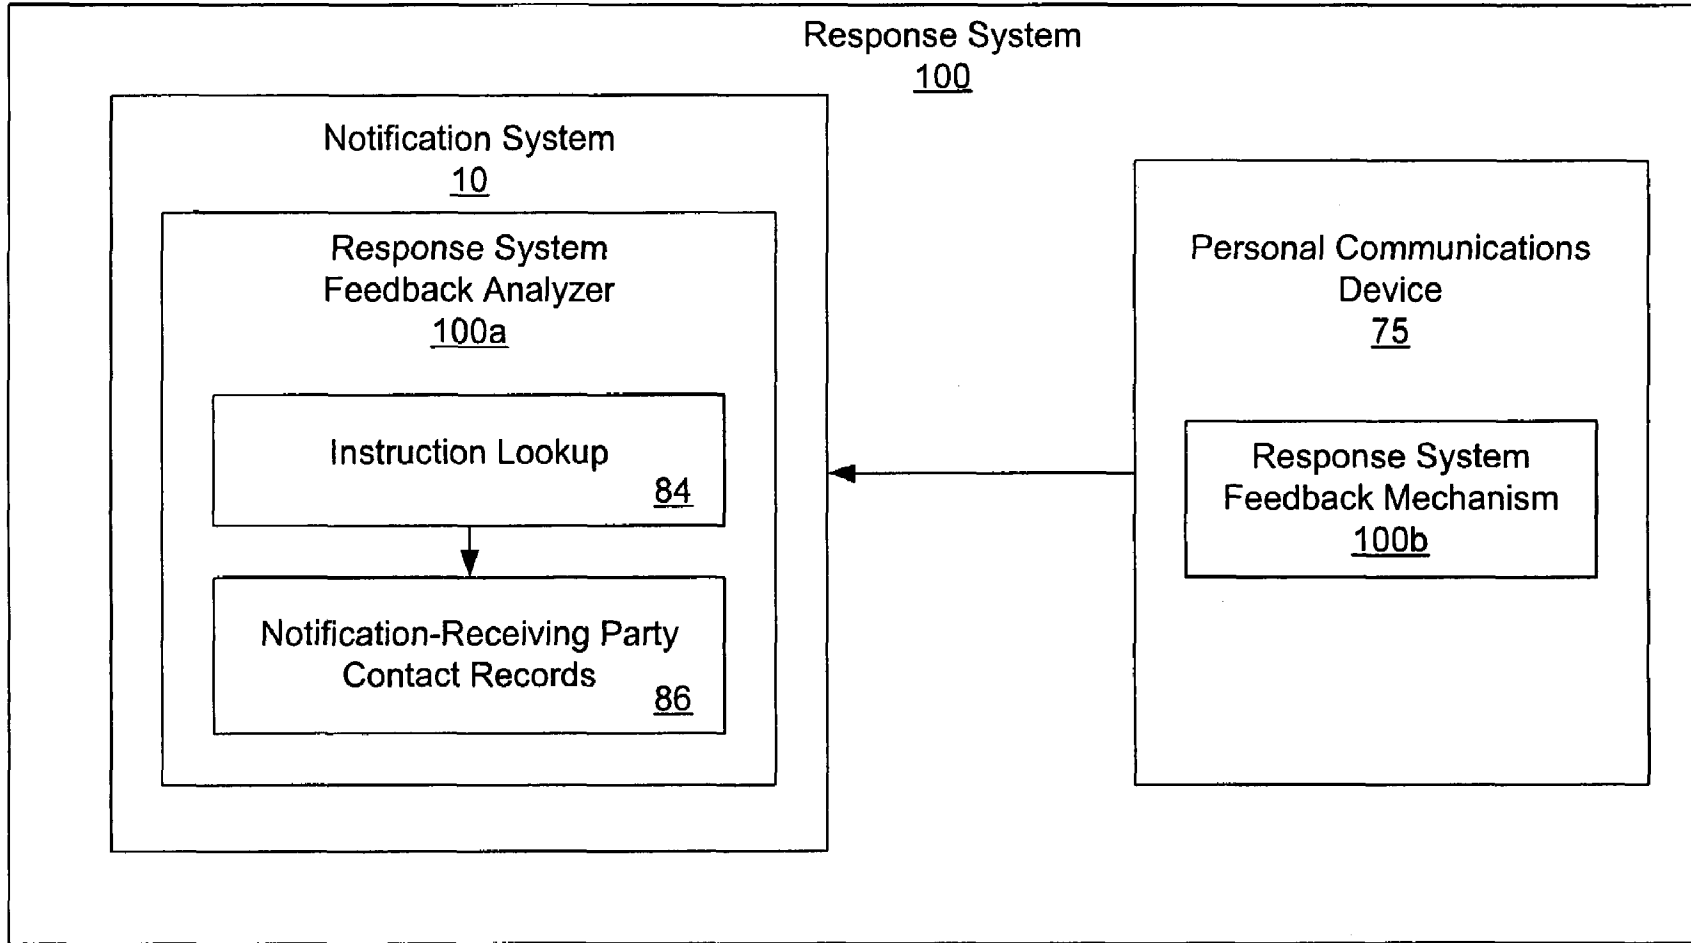 Response System
100
Notification System
10
Response System
Feedback Analyzer
100a
Instruction Lookup
84
Notification-Receiving Party
Contact Records
86
Personal Communications
Device
75
Response System
Feedback Mechanism
100b